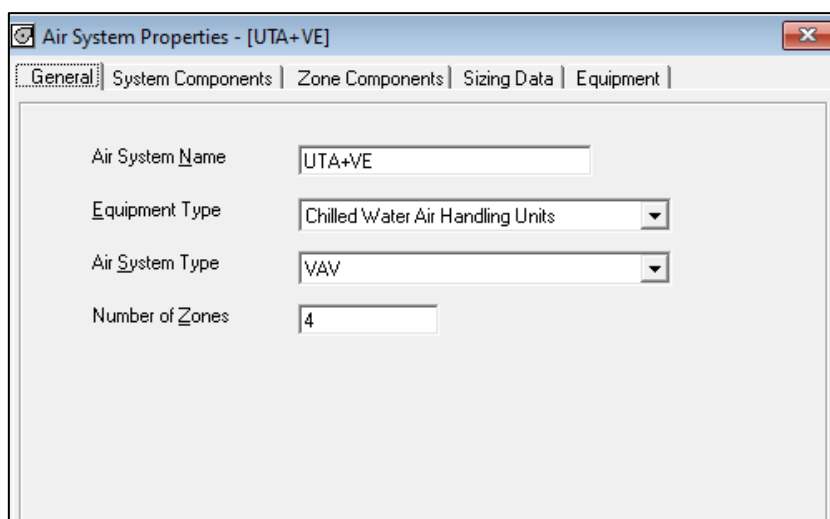 Air System Properties - [UTA+VE]
General System Components Zone Components Sizing Data Equipment
Air System Name UTA+VE
Equipment Type Chilled Water Air Handling Units
Air System Type VAV
Number of Zones 4